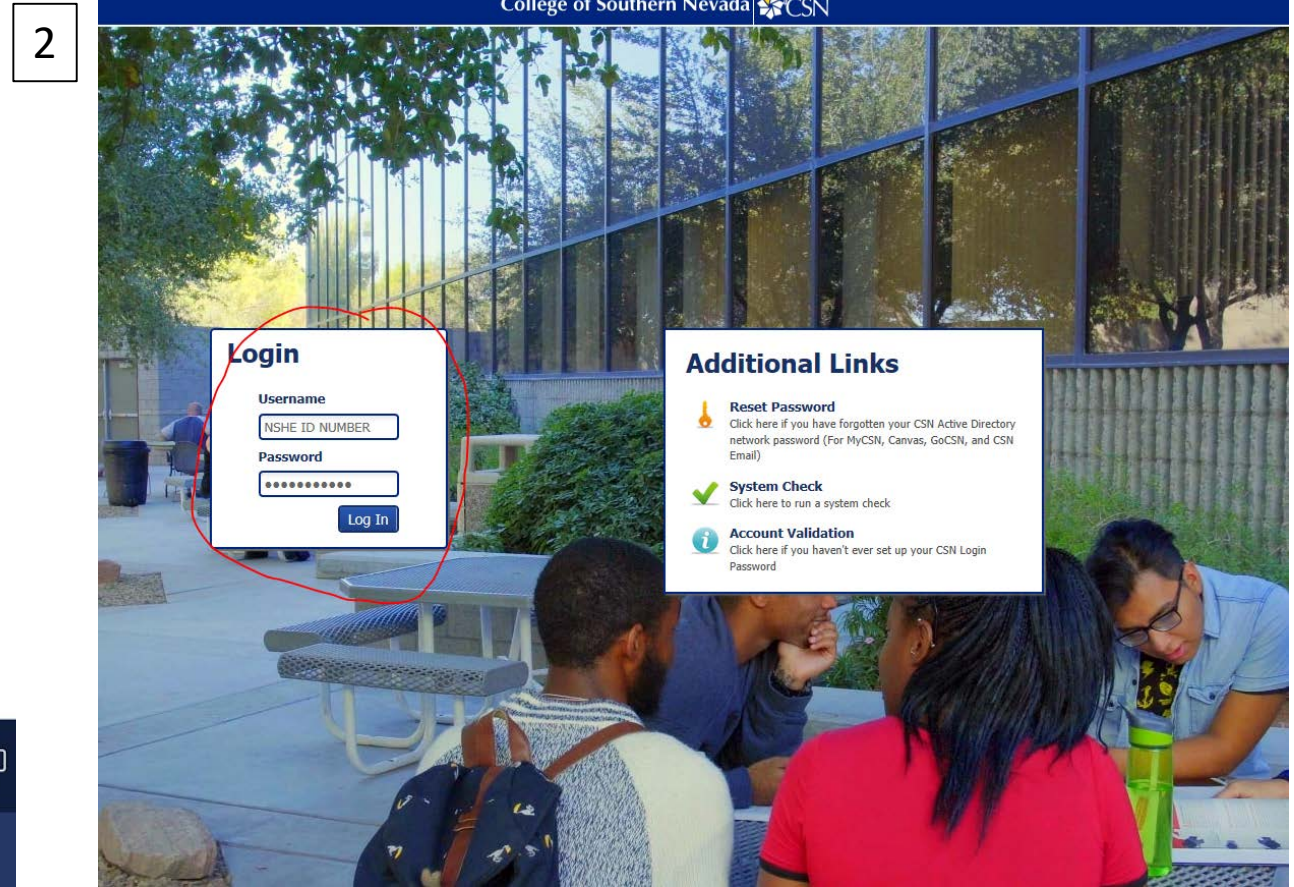 2
College of Southern Nevada CSN
Login
Username
NSHE ID NUMBER
Password
Log In
Additional Links
Reset Password
Click here if you have forgotten your CSN Active Directory
network password (For MyCSN, Canvas, GoCSN, and CSN
Email)
System Check
Click here to run a system check
Account Validation
Click here if you haven't ever set up your CSN Login
Password